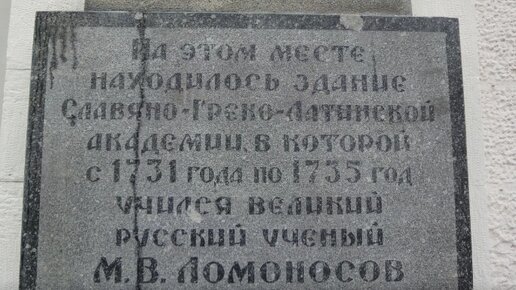 На этом месте
находилось здание
Славяно-Греко-Латинской
академии, в которой
с 1731 года по 1735 год
учился великий
русский ученый
М.В. Ломоносов